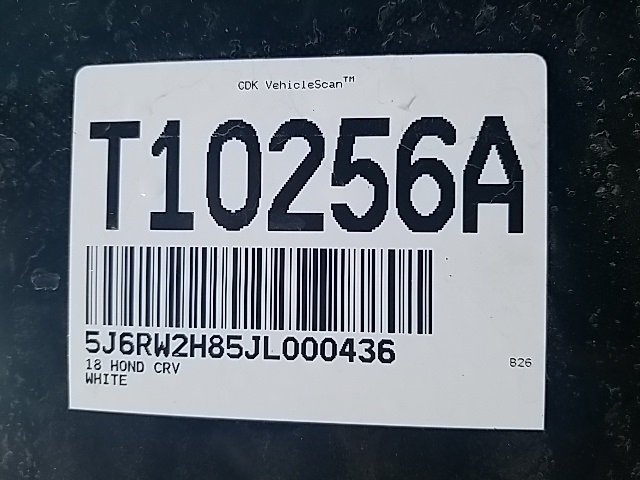 CDK VehicleScan™
T10256A
5J6RW2H85JL000436
18 HOND CRV
WHITE
B26